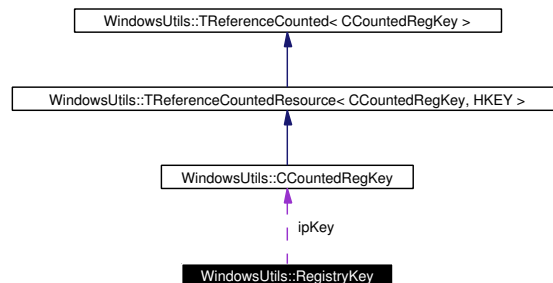 WindowsUtils::TReferenceCounted< CCountedRegKey >
WindowsUtils::TReferenceCountedResource< CCountedRegKey, HKEY >
WindowsUtils::CCountedRegKey
ipKey
WindowsUtils::RegistryKey